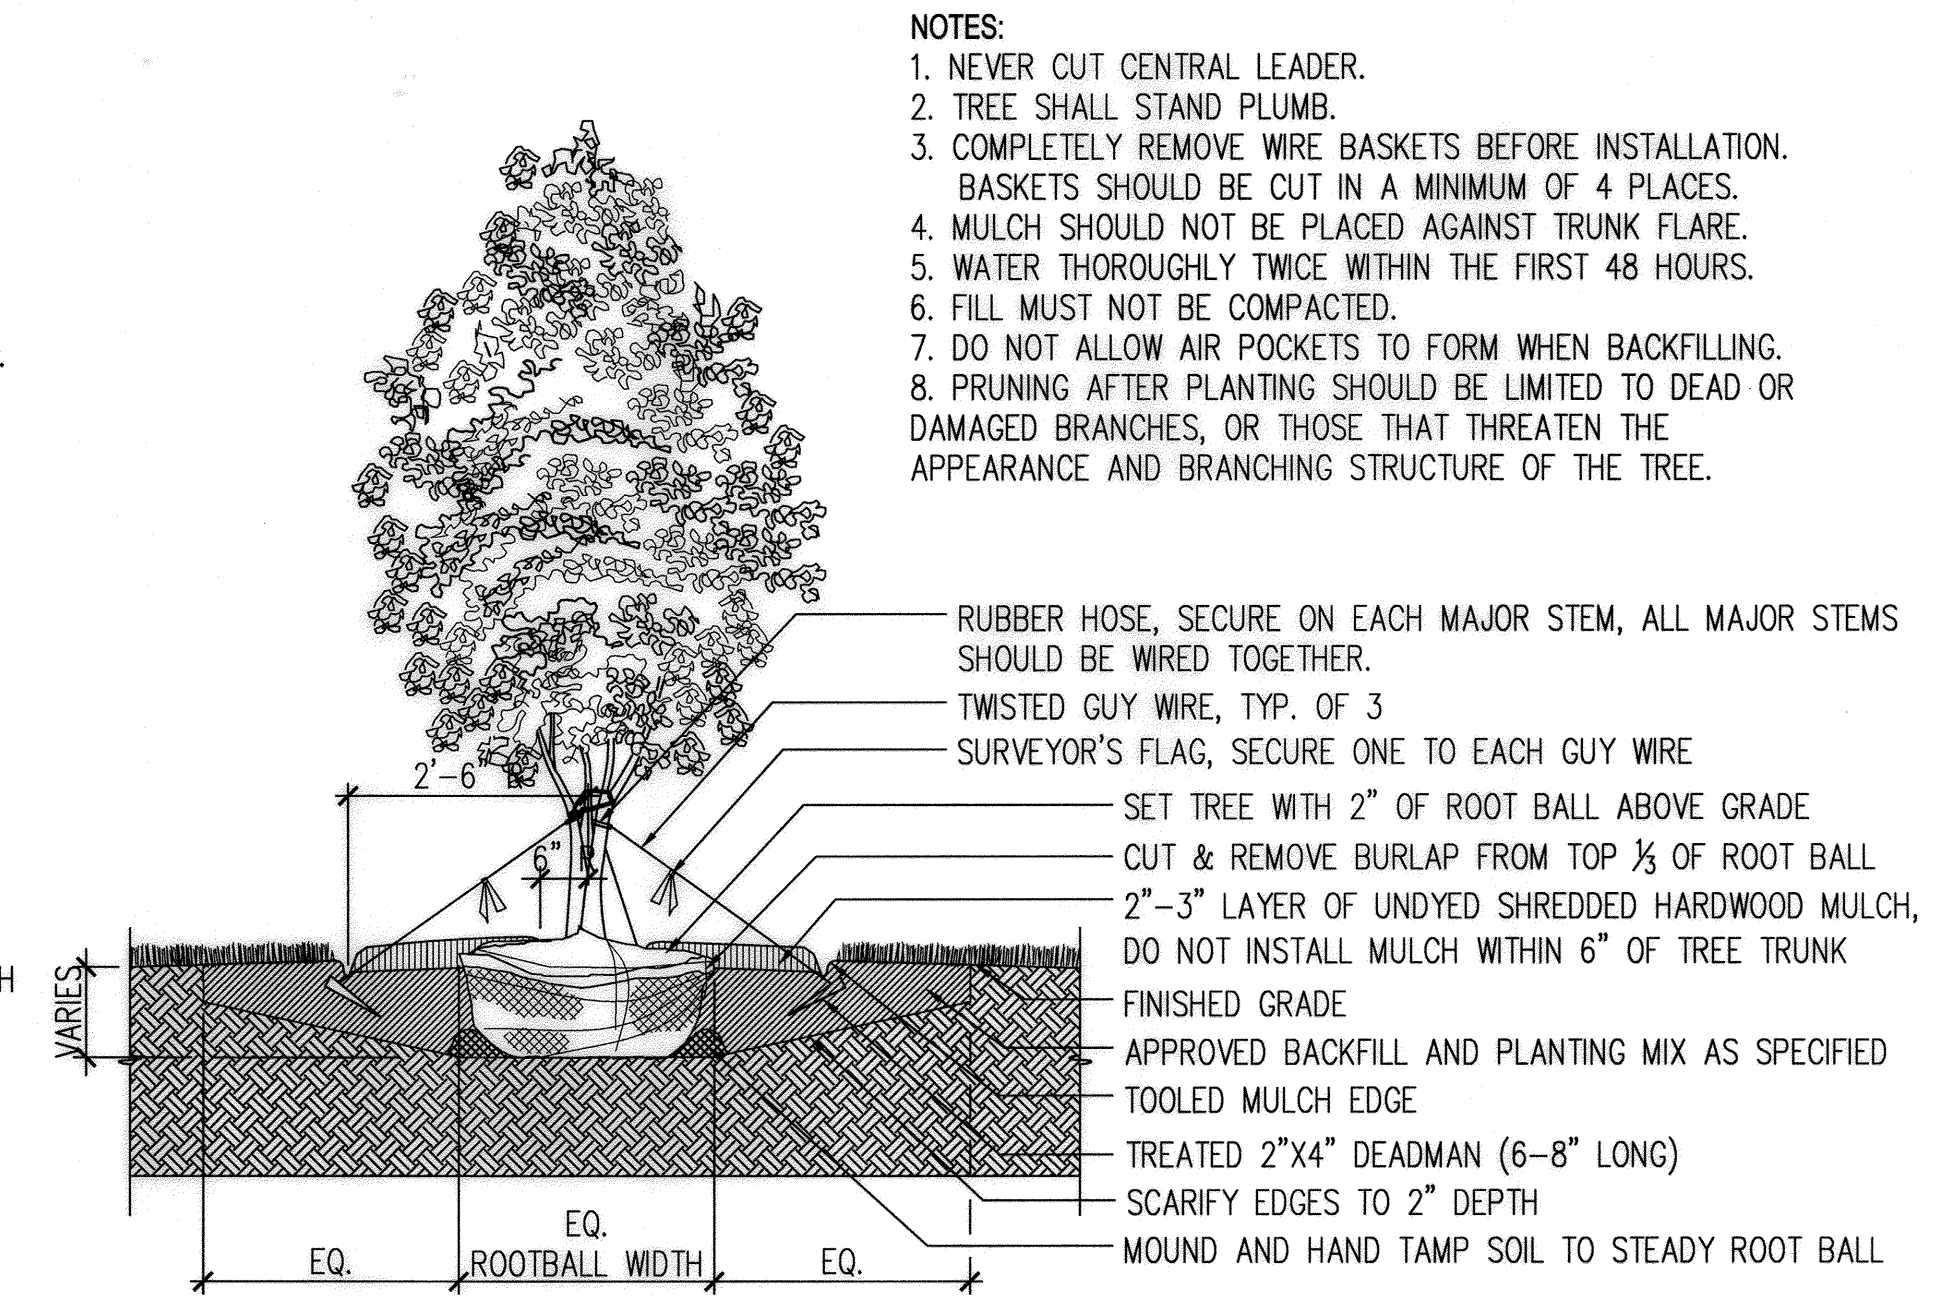 NOTES:
1. NEVER CUT CENTRAL LEADER.
2. TREE SHALL STAND PLUMB.
3. COMPLETELY REMOVE WIRE BASKETS BEFORE INSTALLATION.
BASKETS SHOULD BE CUT IN A MINIMUM OF 4 PLACES.
4. MULCH SHOULD NOT BE PLACED AGAINST TRUNK FLARE.
5. WATER THOROUGHLY TWICE WITHIN THE FIRST 48 HOURS.
6. FILL MUST NOT BE COMPACTED.
7. DO NOT ALLOW AIR POCKETS TO FORM WHEN BACKFILLING.
8. PRUNING AFTER PLANTING SHOULD BE LIMITED TO DEAD OR
DAMAGED BRANCHES, OR THOSE THAT THREATEN THE
APPEARANCE AND BRANCHING STRUCTURE OF THE TREE.
RUBBER HOSE, SECURE ON EACH MAJOR STEM, ALL MAJOR STEMS
SHOULD BE WIRED TOGETHER.
TWISTED GUY WIRE, TYP. OF 3
SURVEYOR'S FLAG, SECURE ONE TO EACH GUY WIRE
2'-6" R
SET TREE WITH 2" OF ROOT BALL ABOVE GRADE
6" R
CUT & REMOVE BURLAP FROM TOP ⅓ OF ROOT BALL
2"-3" LAYER OF UNDYED SHREDDED HARDWOOD MULCH,
DO NOT INSTALL MULCH WITHIN 6" OF TREE TRUNK
H
VARIES
FINISHED GRADE
APPROVED BACKFILL AND PLANTING MIX AS SPECIFIED
TOOLED MULCH EDGE
TREATED 2"X4" DEADMAN (6-8" LONG)
SCARIFY EDGES TO 2" DEPTH
MOUND AND HAND TAMP SOIL TO STEADY ROOT BALL
EQ.
EQ.
ROOTBALL WIDTH
EQ.